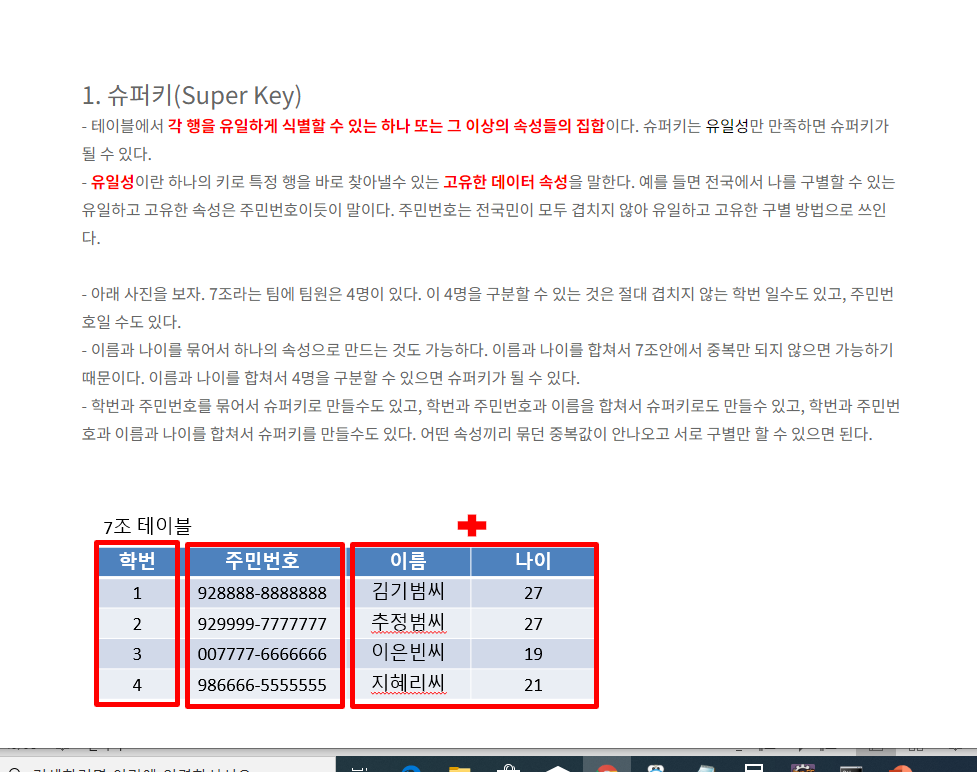 1. 슈퍼키(Super Key)
- 테이블에서 각 행을 유일하게 식별할 수 있는 하나 또는 그 이상의 속성들의 집합이다. 슈퍼키는 유일성만 만족하면 슈퍼키가
될 수 있다.
- 유일성이란 하나의 키로 특정 행을 바로 찾아낼수 있는 고유한 데이터 속성을 말한다. 예를 들면 전국에서 나를 구별할 수 있는
유일하고 고유한 속성은 주민번호이듯이 말이다. 주민번호는 전국민이 모두 겹치지 않아 유일하고 고유한 구별 방법으로 쓰인
다.
- 아래 사진을 보자. 7조라는 팀에 팀원은 4명이 있다. 이 4명을 구분할 수 있는 것은 절대 겹치지 않는 학번 일수도 있고, 주민번
호일 수도 있다.
- 이름과 나이를 묶어서 하나의 속성으로 만드는 것도 가능하다. 이름과 나이를 합쳐서 7조안에서 중복만 되지 않으면 가능하기
때문이다. 이름과 나이를 합쳐서 4명을 구분할 수 있으면 슈퍼키가 될 수 있다.
- 학번과 주민번호를 묶어서 슈퍼키로 만들수도 있고, 학번과 주민번호과 이름을 합쳐서 슈퍼키로도 만들수 있고, 학번과 주민번
호과 이름과 나이를 합쳐서 슈퍼키를 만들수도 있다. 어떤 속성끼리 묶던 중복값이 안나오고 서로 구별만 할 수 있으면 된다.
7조 테이블
학번 주민번호 이름 나이
1 928888-8888888 김기범씨 27
2 929999-7777777 추정범씨 27
3 007777-6666666 이은빈씨 19
4 986666-5555555 지혜리씨 21